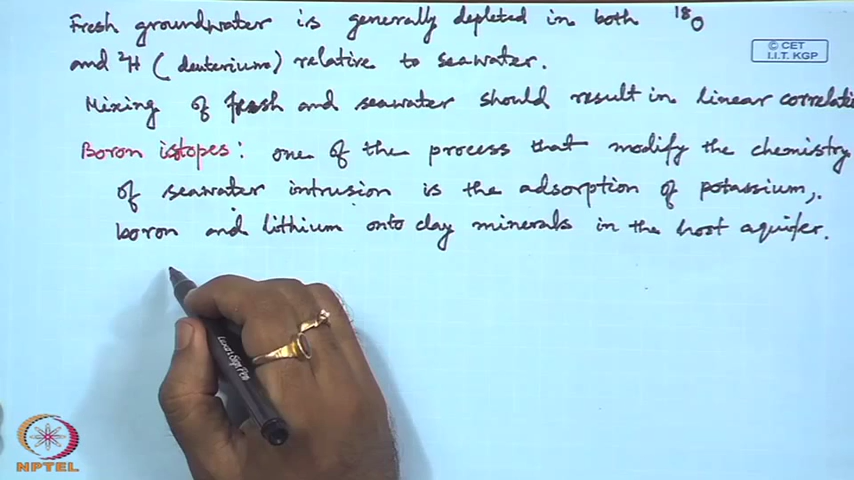 Fresh groundwater is generally depleted in both ¹⁸O
© CET
I.I.T. KGP
and ²H (deuterium) relative to seawater.
Mixing of fresh and seawater should result in linear correlati
Boron istopes: one of the process that modify the chemistry
of seawater intrusion is the adsorption of potassium,
boron and lithium onto clay minerals in the host aquifer.
NPTEL